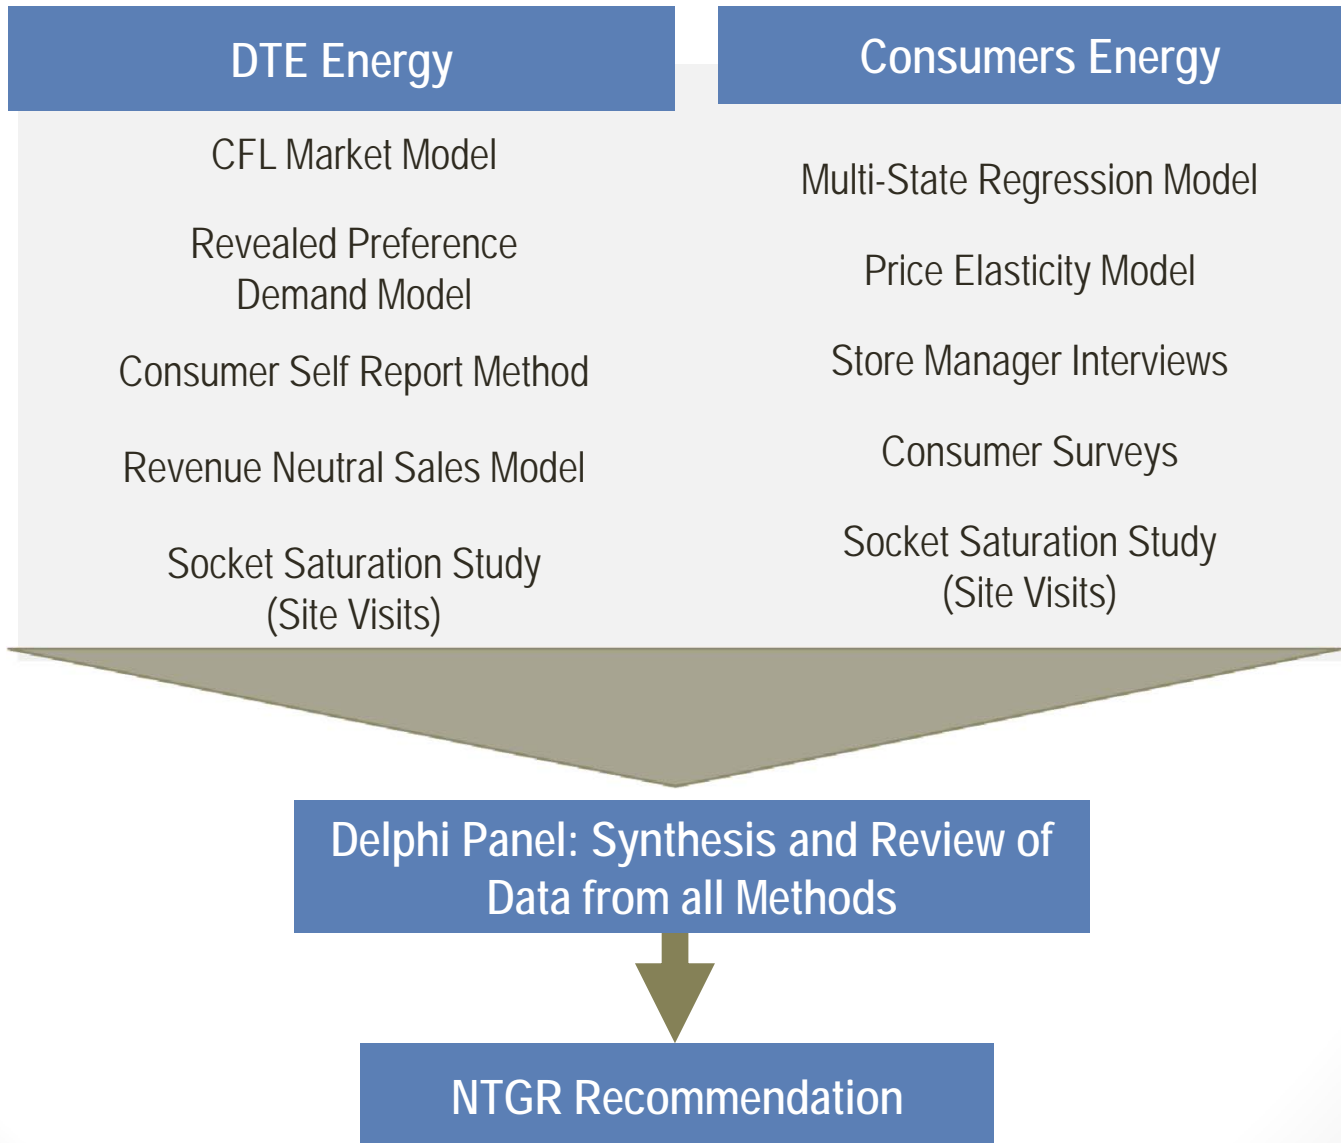 DTE Energy
CFL Market Model
Revealed Preference
Demand Model
Consumer Self Report Method
Revenue Neutral Sales Model
Socket Saturation Study
(Site Visits)
Consumers Energy
Multi-State Regression Model
Price Elasticity Model
Store Manager Interviews
Consumer Surveys
Socket Saturation Study
(Site Visits)
Delphi Panel: Synthesis and Review of
Data from all Methods
NTGR Recommendation